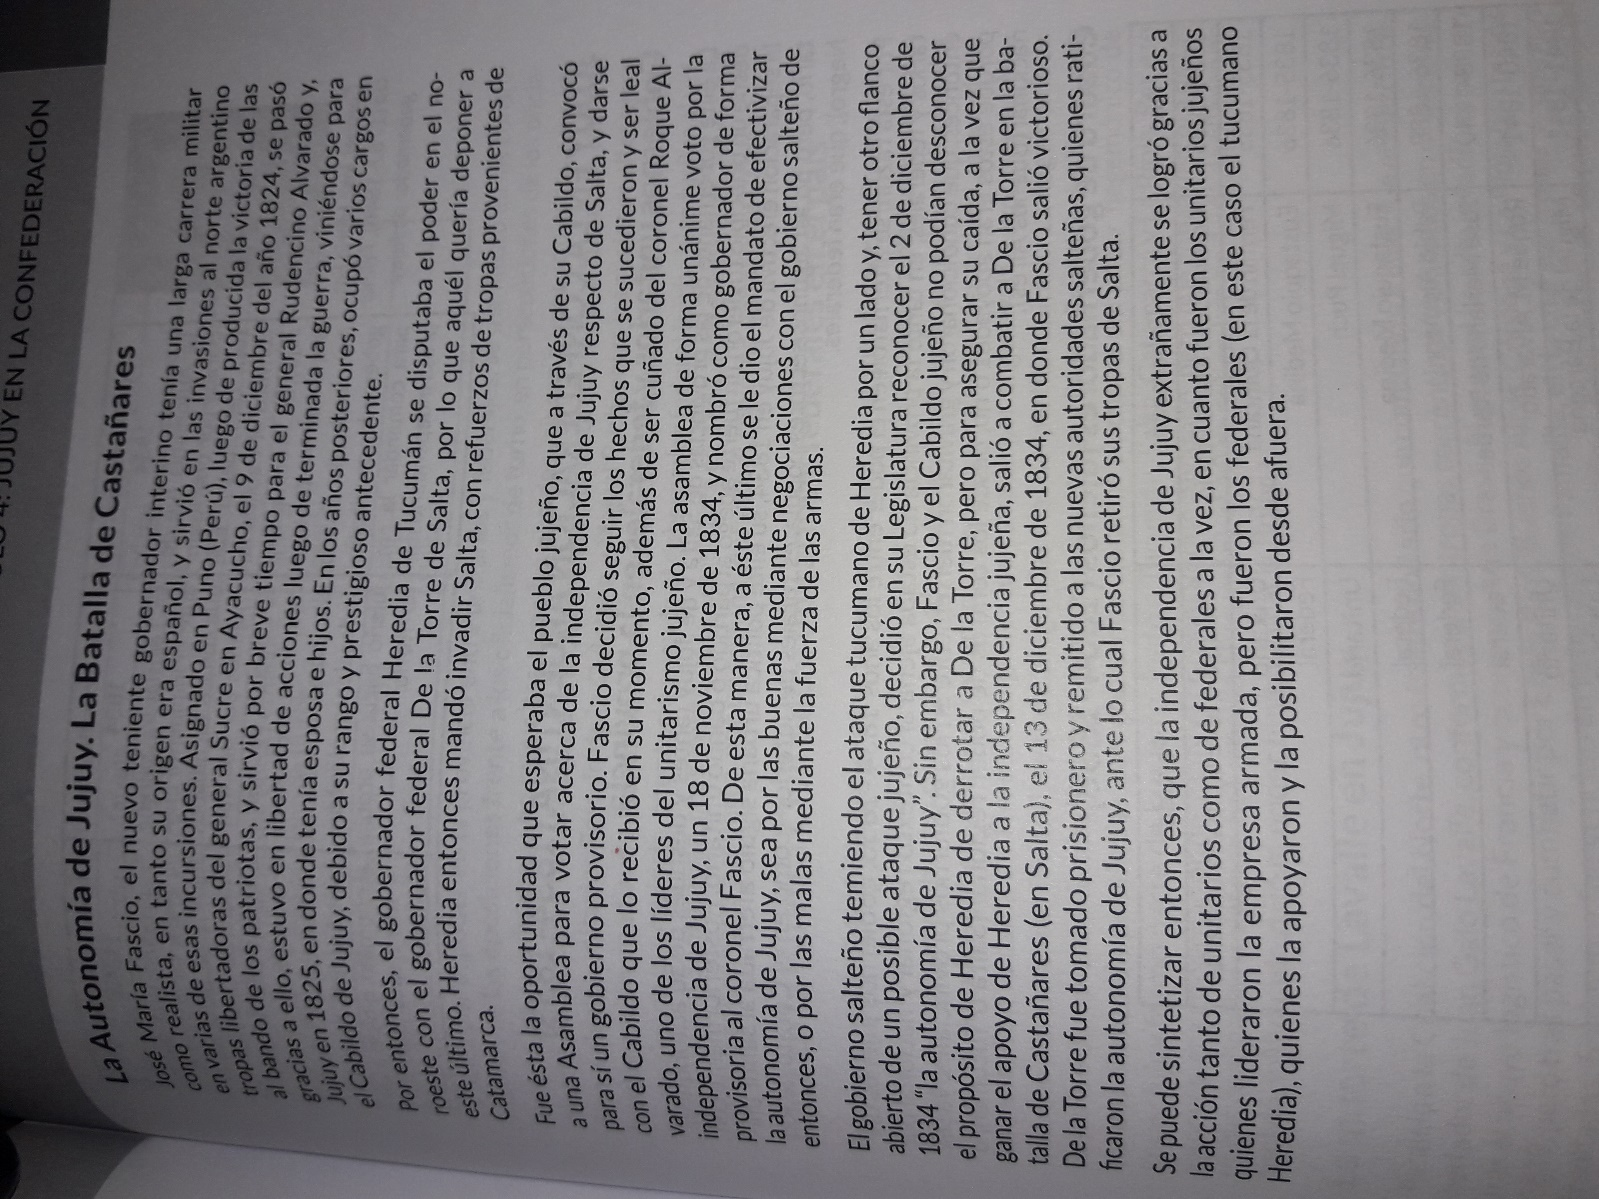 4: JUJUY EN LA CONFEDERACIÓN
La Autonomía de Jujuy. La Batalla de Castañares
José María Fascio, el nuevo teniente gobernador interino tenía una larga carrera militar
como realista, en tanto su origen era español, y sirvió en las invasiones al norte argentino
en varias de esas incursiones. Asignado en Puno (Perú), luego de producida la victoria de las
tropas libertadoras del general Sucre en Ayacucho, el 9 de diciembre del año 1824, se pasó
al bando de los patriotas, y sirvió por breve tiempo para el general Rudencino Alvarado y,
gracias a ello, estuvo en libertad de acciones luego de terminada la guerra, viniéndose para
Jujuy en 1825, en donde tenía esposa e hijos. En los años posteriores, ocupó varios cargos en
el Cabildo de Jujuy, debido a su rango y prestigioso antecedente.
Por entonces, el gobernador federal Heredia de Tucumán se disputaba el poder en el no-
roeste con el gobernador federal De la Torre de Salta, por lo que aquél quería deponer a
este último. Heredia entonces mandó invadir Salta, con refuerzos de tropas provenientes de
Catamarca.
Fue ésta la oportunidad que esperaba el pueblo jujeño, que a través de su Cabildo, convocó
a una Asamblea para votar acerca de la independencia de Jujuy respecto de Salta, y darse
para sí un gobierno provisorio. Fascio decidió seguir los hechos que se sucedieron y ser leal
con el Cabildo que lo recibió en su momento, además de ser cuñado del coronel Roque Al-
varado, uno de los líderes del unitarismo jujeño. La asamblea de forma unánime voto por la
independencia de Jujuy, un 18 de noviembre de 1834, y nombró como gobernador de forma
provisoria al coronel Fascio. De esta manera, a éste último se le dio el mandato de efectivizar
la autonomía de Jujuy, sea por las buenas mediante negociaciones con el gobierno salteño de
entonces, o por las malas mediante la fuerza de las armas.
El gobierno salteño temiendo el ataque tucumano de Heredia por un lado y, tener otro flanco
abierto de un posible ataque jujeño, decidió en su Legislatura reconocer el 2 de diciembre de
1834 “la autonomía de Jujuy”. Sin embargo, Fascio y el Cabildo jujeño no podían desconocer
el propósito de Heredia de derrotar a De la Torre, pero para asegurar su caída, a la vez que
ganar el apoyo de Heredia a la independencia jujeña, salió a combatir a De la Torre en la ba-
talla de Castañares (en Salta), el 13 de diciembre de 1834, en donde Fascio salió victorioso.
De la Torre fue tomado prisionero y remitido a las nuevas autoridades salteñas, quienes rati-
ficaron la autonomía de Jujuy, ante lo cual Fascio retiró sus tropas de Salta.
Se puede sintetizar entonces, que la independencia de Jujuy extrañamente se logró gracias a
la acción tanto de unitarios como de federales a la vez, en cuanto fueron los unitarios jujeños
quienes lideraron la empresa armada, pero fueron los federales (en este caso el tucumano
Heredia), quienes la apoyaron y la posibilitaron desde afuera.